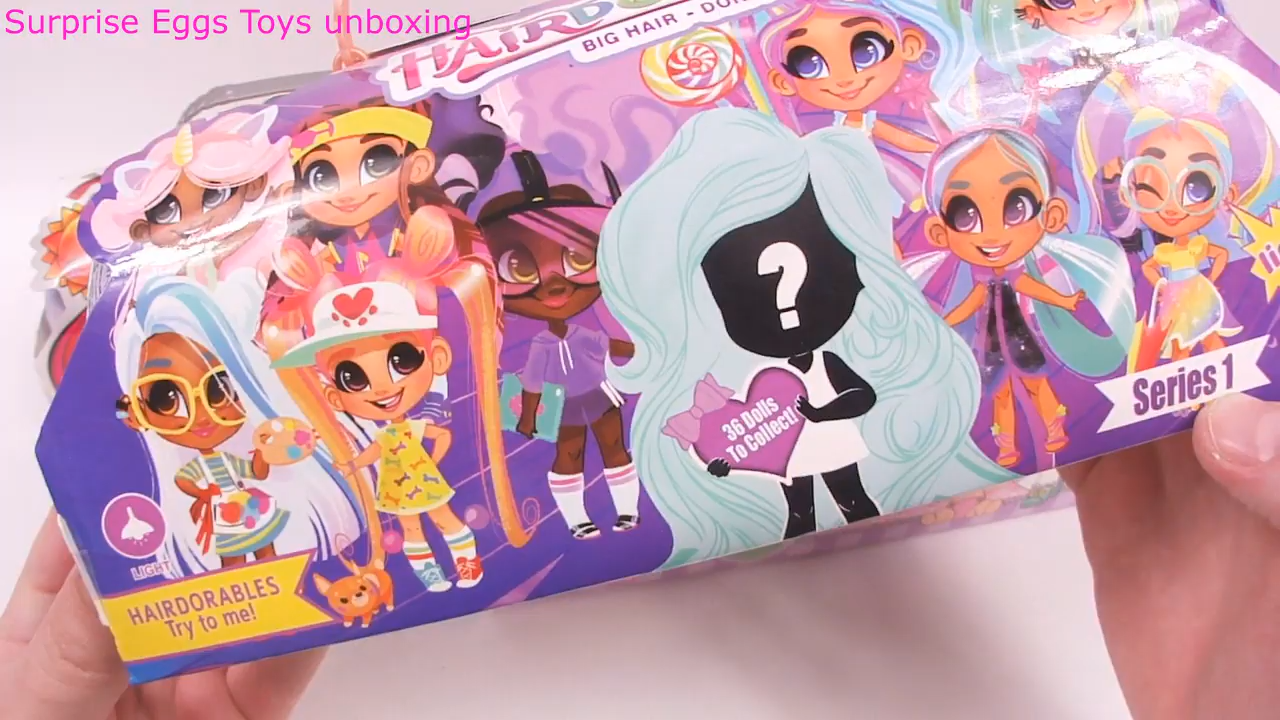 Surprise Eggs Toys unboxing
BIG HAIR -
?
36 Dolls
To Collect!
Series 1
LIGHT
HAIRDORABLES
Try to me!